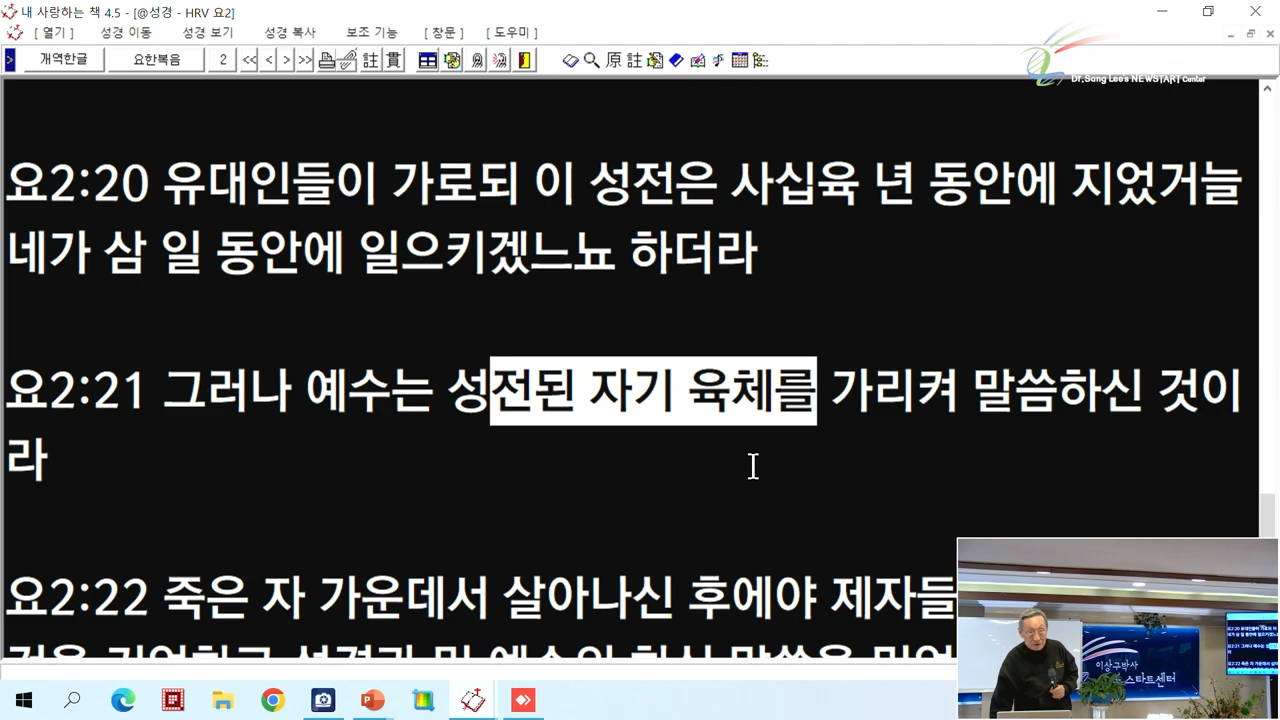 내 사랑하는 책 4.5 - [@성경 - HRV 요2]
[ 열기 ] 성경 이동 성경 보기 성경 복사 보조 기능 [ 창문 ] [ 도우미 ]
> 개역한글 요한복음 2 << < > >> 註 貫 原 註
Dr.Sang Lee's NEWSTART Center
요2:20 유대인들이 가로되 이 성전은 사십육 년 동안에 지었거늘
네가 삼 일 동안에 일으키겠느뇨 하더라
요2:21 그러나 예수는 성전된 자기 육체를 가리켜 말씀하신 것이
라
요2:22 죽은 자 가운데서 살아나신 후에야 제자들
이상구박사
스타트센터